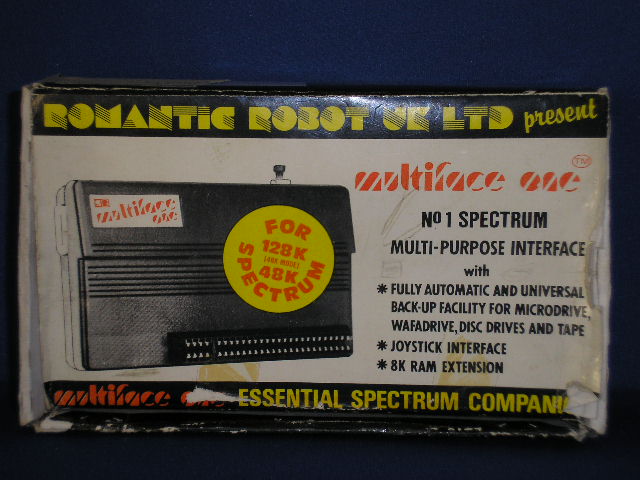 ROMANTIC ROBOT UK LTD present
multiface one TM
multiface
one
FOR
128K
(48K MODE)
48K
SPECTRUM
No 1 SPECTRUM
MULTI-PURPOSE INTERFACE
with
* FULLY AUTOMATIC AND UNIVERSAL
BACK-UP FACILITY FOR MICRODRIVE,
WAFADRIVE, DISC DRIVES AND TAPE
* JOYSTICK INTERFACE
* 8K RAM EXTENSION
multiface one ESSENTIAL SPECTRUM COMPANI